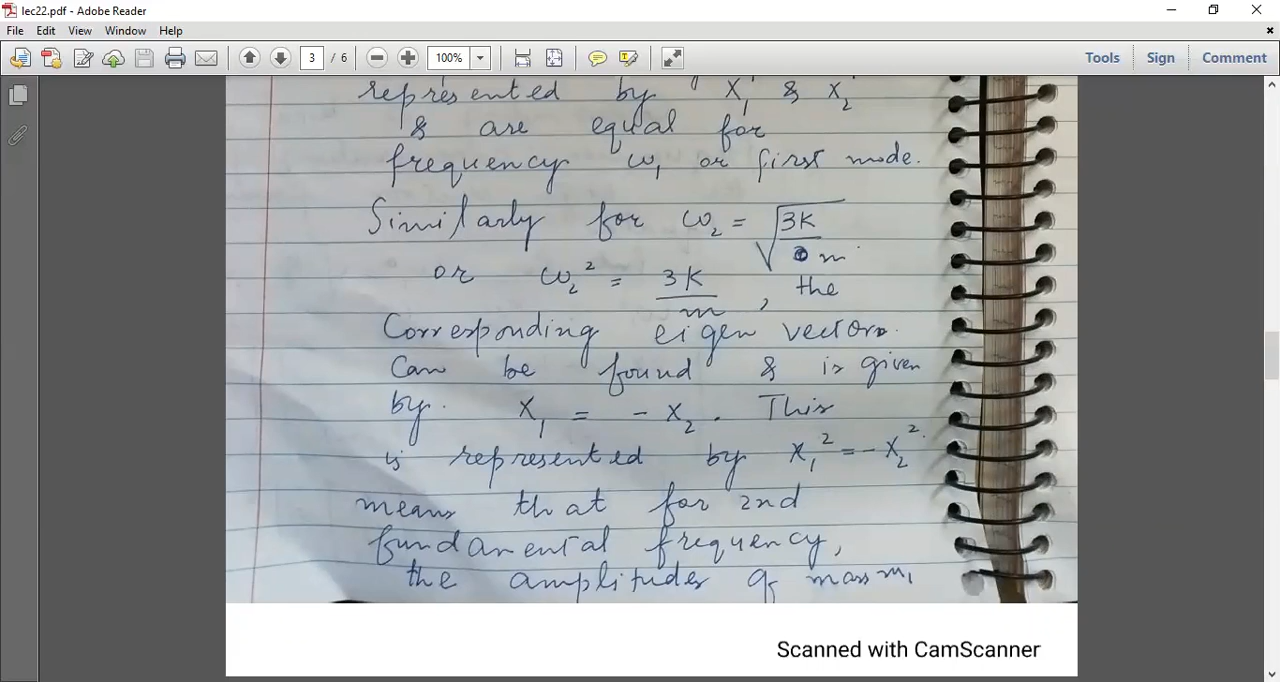 lec22.pdf - Adobe Reader
File Edit View Window Help
3 / 6 100% Tools Sign Comment
represented by X₁¹ & X₂¹
& are equal for
frequency ω₁ or first mode.
Similarly for ω₂ = √(3K/m)
or ω₂² = 3K/m, the
Corresponding eigen vectors.
Can be found & is given
by. X₁ = - X₂. This
is represented by X₁² = - X₂².
means that for 2nd
fundamental frequency,
the amplitudes of mass m₁
Scanned with CamScanner